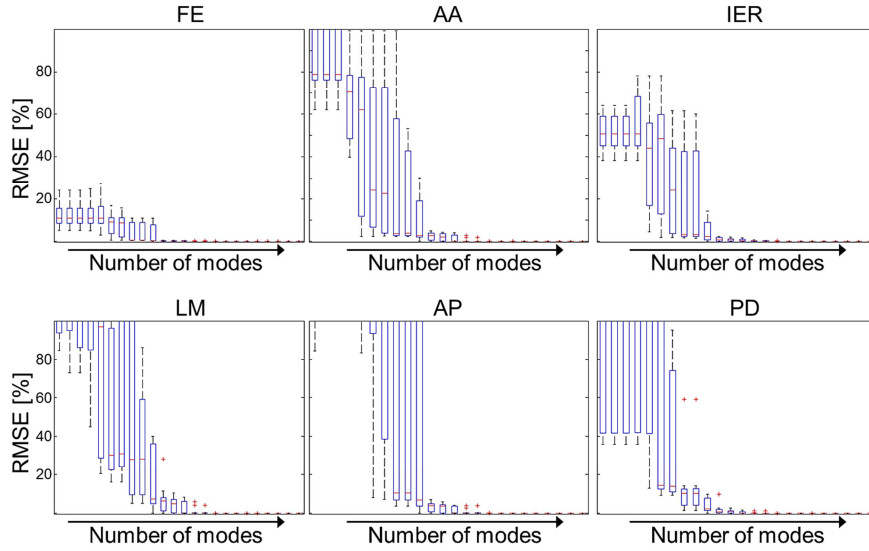 FE AA IER
RMSE [%]
80
60
40
20
Number of modes Number of modes Number of modes
LM AP PD
RMSE [%]
80
60
40
20
Number of modes Number of modes Number of modes